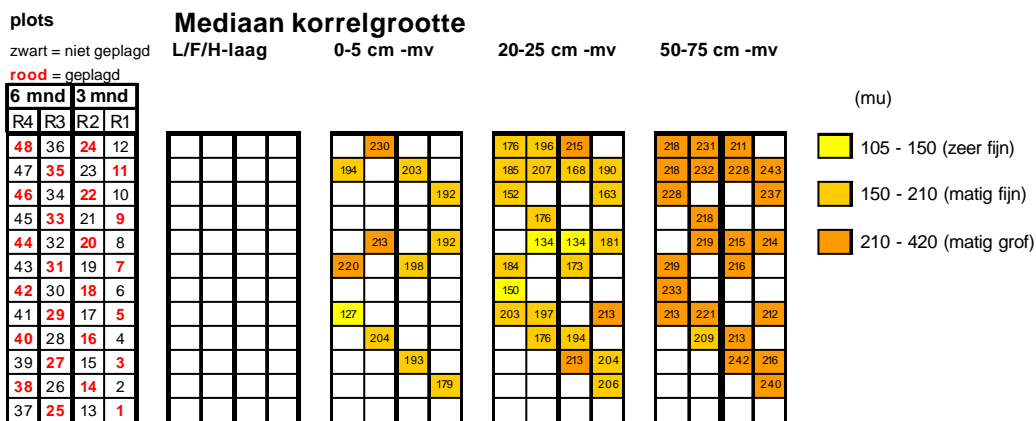 plots Mediaan korrelgrootte
zwart = niet geplagd L/F/H-laag 0-5 cm -mv 20-25 cm -mv 50-75 cm -mv
rood = geplagd
6 mnd 3 mnd (mu)
R4 R3 R2 R1
48 36 24 12 230 176 196 215 218 231 211 105 - 150 (zeer fijn)
47 35 23 11 194 203 185 207 168 190 218 232 228 243
46 34 22 10 192 152 163 228 237 150 - 210 (matig fijn)
45 33 21 9 176 218
44 32 20 8 213 192 134 134 181 219 215 214 210 - 420 (matig grof)
43 31 19 7 220 198 184 173 219 216
42 30 18 6 150 233
41 29 17 5 127 203 197 213 213 221 212
40 28 16 4 204 176 194 209 213
39 27 15 3 193 213 204 242 216
38 26 14 2 179 206 240
37 25 13 1